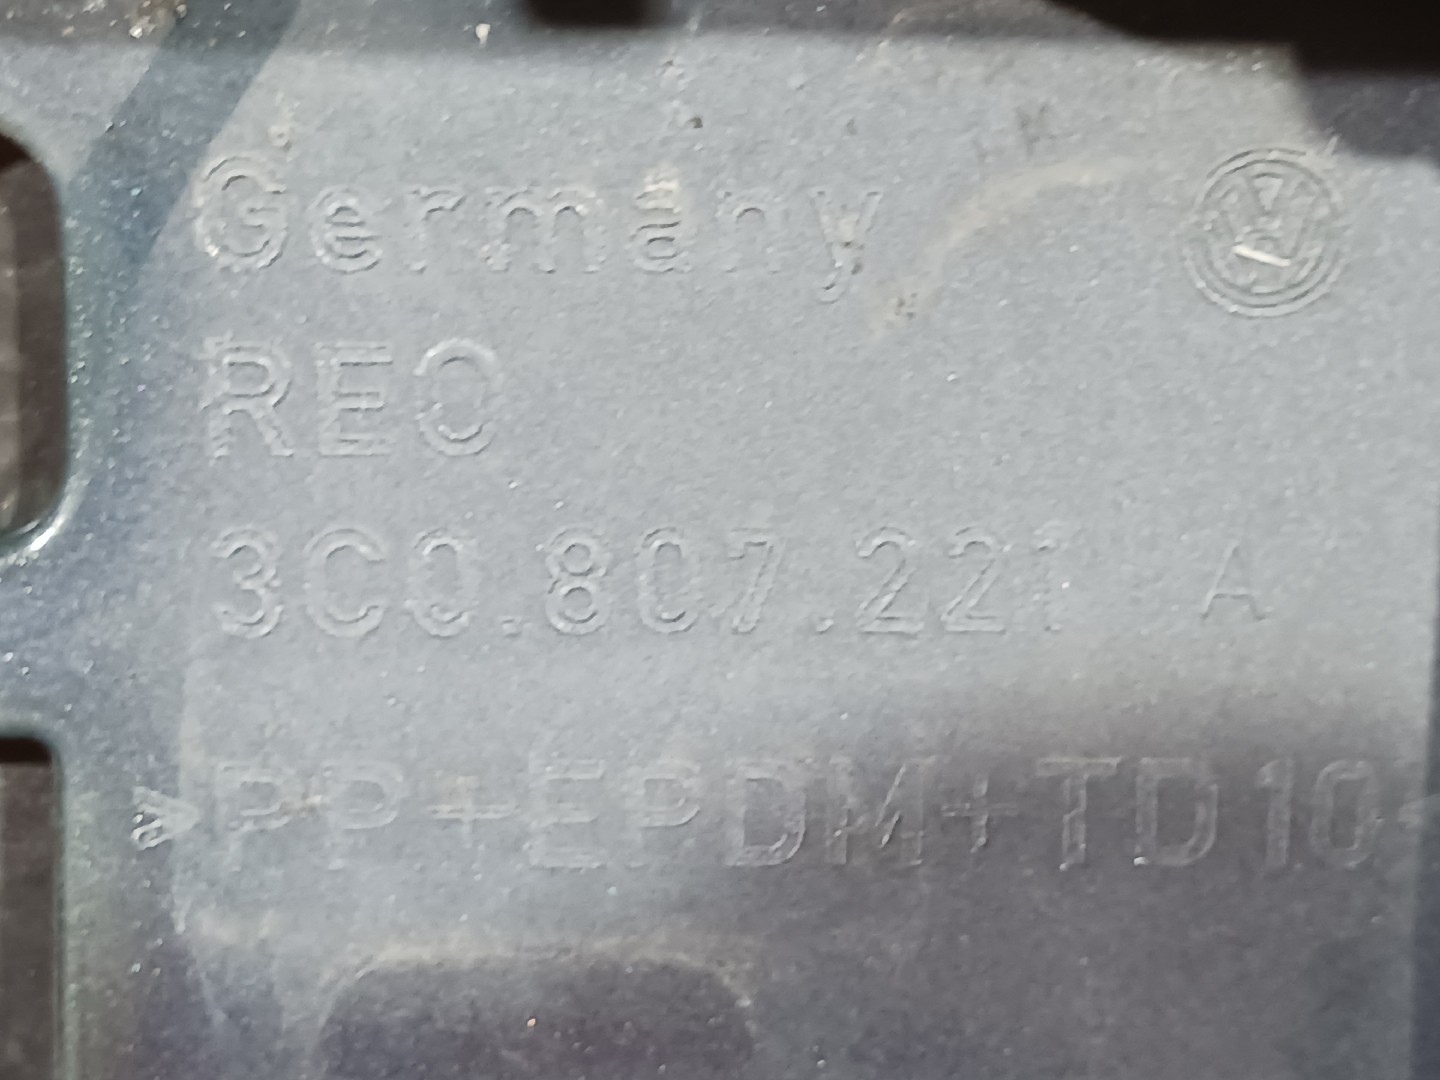 Germany
REO
3C0.807.221 A
>PP+EPDM+TD10<